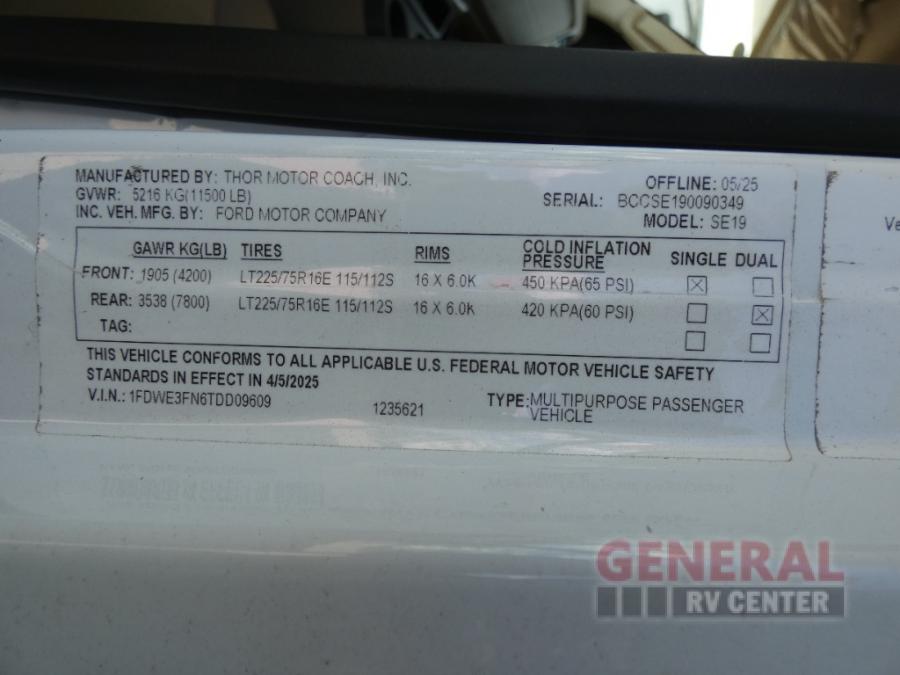 MANUFACTURED BY: THOR MOTOR COACH, INC.
OFFLINE: 05/25
GVWR: 5216 KG(11500 LB)
SERIAL: BCCSE190090349
INC. VEH. MFG. BY: FORD MOTOR COMPANY
MODEL: SE19
GAWR KG(LB) TIRES RIMS COLD INFLATION PRESSURE SINGLE DUAL
FRONT: 1905 (4200) LT225/75R16E 115/112S 16 X 6.0K 450 KPA(65 PSI) ☒ ☐
REAR: 3538 (7800) LT225/75R16E 115/112S 16 X 6.0K 420 KPA(60 PSI) ☐ ☒
TAG: ☐ ☐
THIS VEHICLE CONFORMS TO ALL APPLICABLE U.S. FEDERAL MOTOR VEHICLE SAFETY
STANDARDS IN EFFECT IN 4/5/2025
V.I.N.: 1FDWE3FN6TDD09609 1235621 TYPE: MULTIPURPOSE PASSENGER
VEHICLE
Ve
GENERAL
RV CENTER